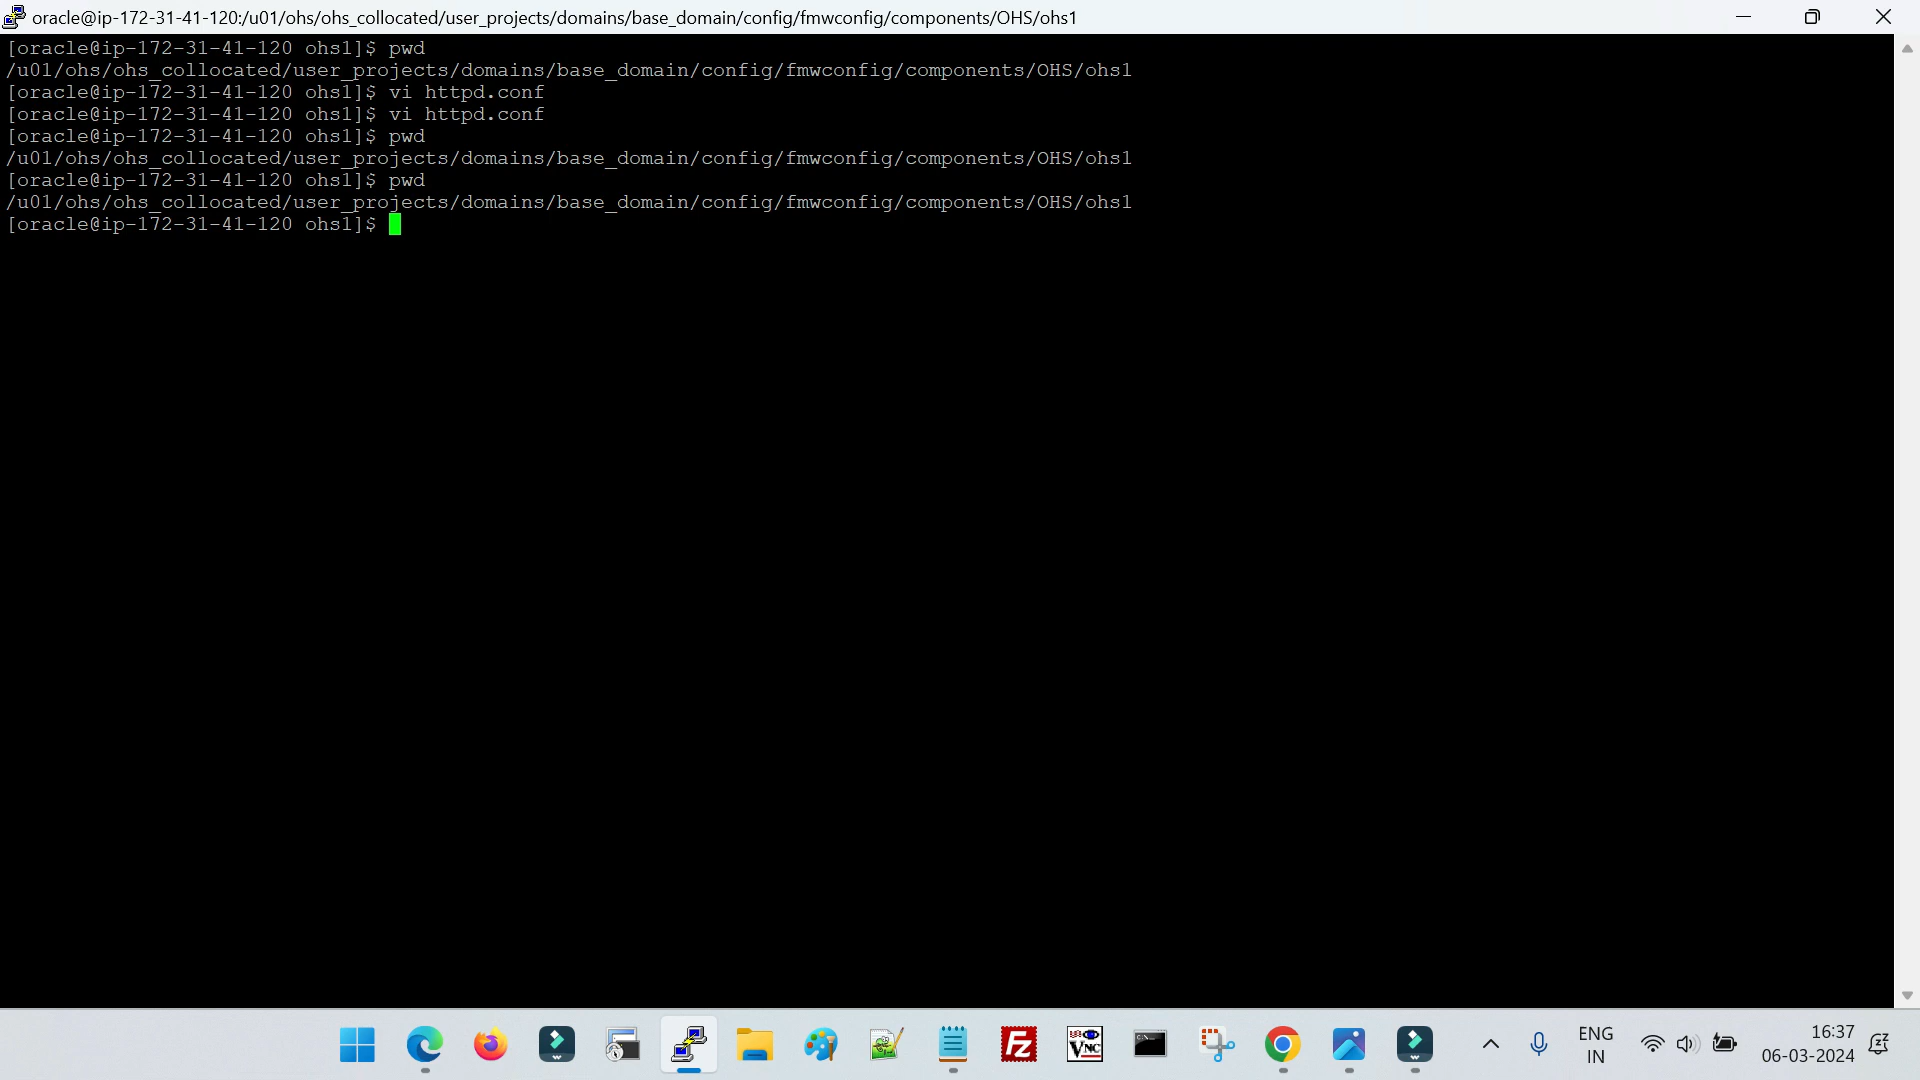 oracle@ip-172-31-41-120:/u01/ohs/ohs_collocated/user_projects/domains/base_domain/config/fmwconfig/components/OHS/ohs1
[oracle@ip-172-31-41-120 ohs1]$ pwd
/u01/ohs/ohs_collocated/user_projects/domains/base_domain/config/fmwconfig/components/OHS/ohs1
[oracle@ip-172-31-41-120 ohs1]$ vi httpd.conf
[oracle@ip-172-31-41-120 ohs1]$ vi httpd.conf
[oracle@ip-172-31-41-120 ohs1]$ pwd
/u01/ohs/ohs_collocated/user_projects/domains/base_domain/config/fmwconfig/components/OHS/ohs1
[oracle@ip-172-31-41-120 ohs1]$ pwd
/u01/ohs/ohs_collocated/user_projects/domains/base_domain/config/fmwconfig/components/OHS/ohs1
[oracle@ip-172-31-41-120 ohs1]$
Fz
VNC
C:\
ENG
IN
16:37
06-03-2024